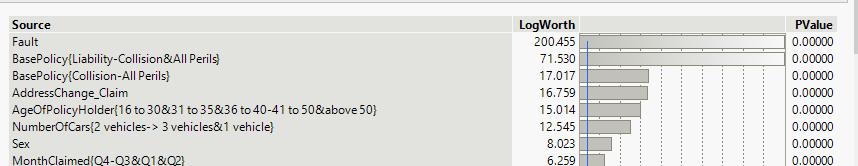 Source LogWorth PValue
Fault 200.455 0.00000
BasePolicy{Liability-Collision&All Perils} 71.530 0.00000
BasePolicy{Collision-All Perils} 17.017 0.00000
AddressChange_Claim 16.759 0.00000
AgeOfPolicyHolder{16 to 30&31 to 35&36 to 40-41 to 50&above 50} 15.014 0.00000
NumberOfCars{2 vehicles-> 3 vehicles&1 vehicle} 12.545 0.00000
Sex 8.023 0.00000
MonthClaimed{Q4-Q3&Q1&Q2} 6.259 0.00000